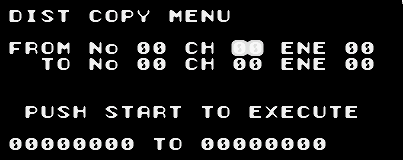 DIST COPY MENU
FROM No 00 CH 00 ENE 00
TO No 00 CH 00 ENE 00
PUSH START TO EXECUTE
00000000 TO 00000000